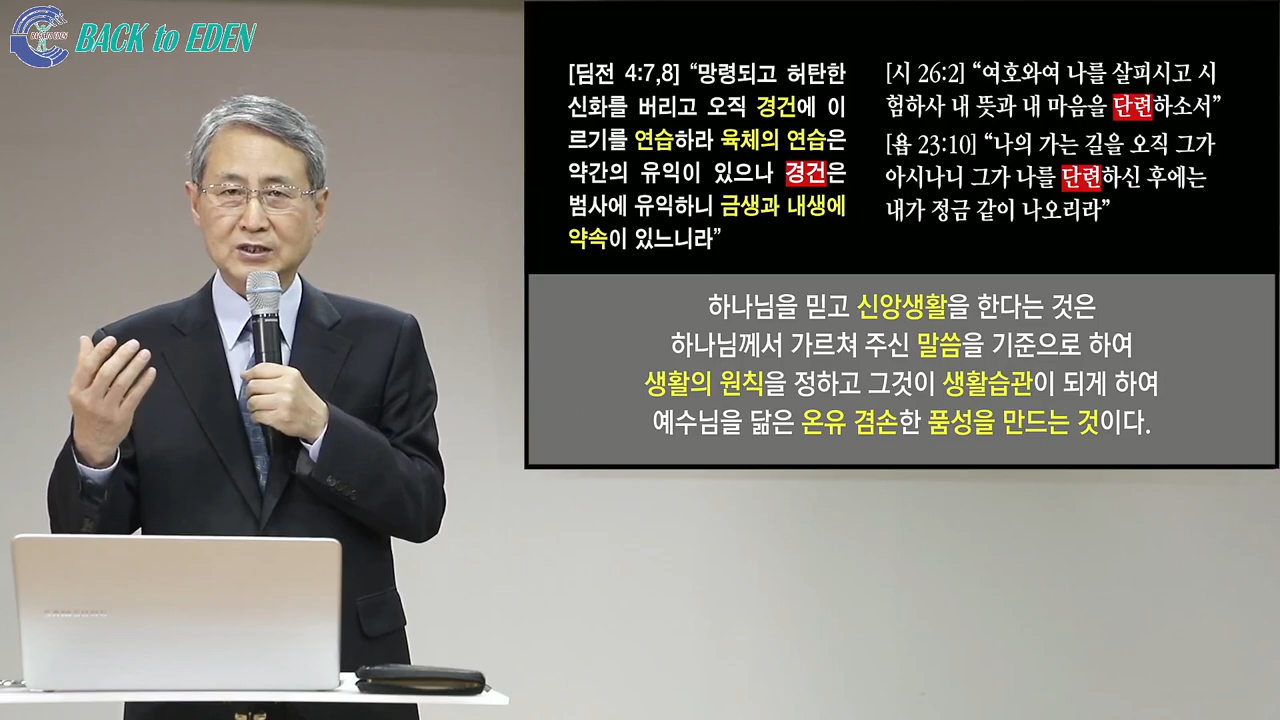 BACK to EDEN
[딤전 4:7,8] “망령되고 허탄한
신화를 버리고 오직 경건에 이
르기를 연습하라 육체의 연습은
약간의 유익이 있으나 경건은
범사에 유익하니 금생과 내생에
약속이 있느니라”
[시 26:2] “여호와여 나를 살피시고 시
험하사 내 뜻과 내 마음을 단련하소서”
[욥 23:10] “나의 가는 길을 오직 그가
아시나니 그가 나를 단련하신 후에는
내가 정금 같이 나오리라”
하나님을 믿고 신앙생활을 한다는 것은
하나님께서 가르쳐 주신 말씀을 기준으로 하여
생활의 원칙을 정하고 그것이 생활습관이 되게 하여
예수님을 닮은 온유 겸손한 품성을 만드는 것이다.
SAMSUNG